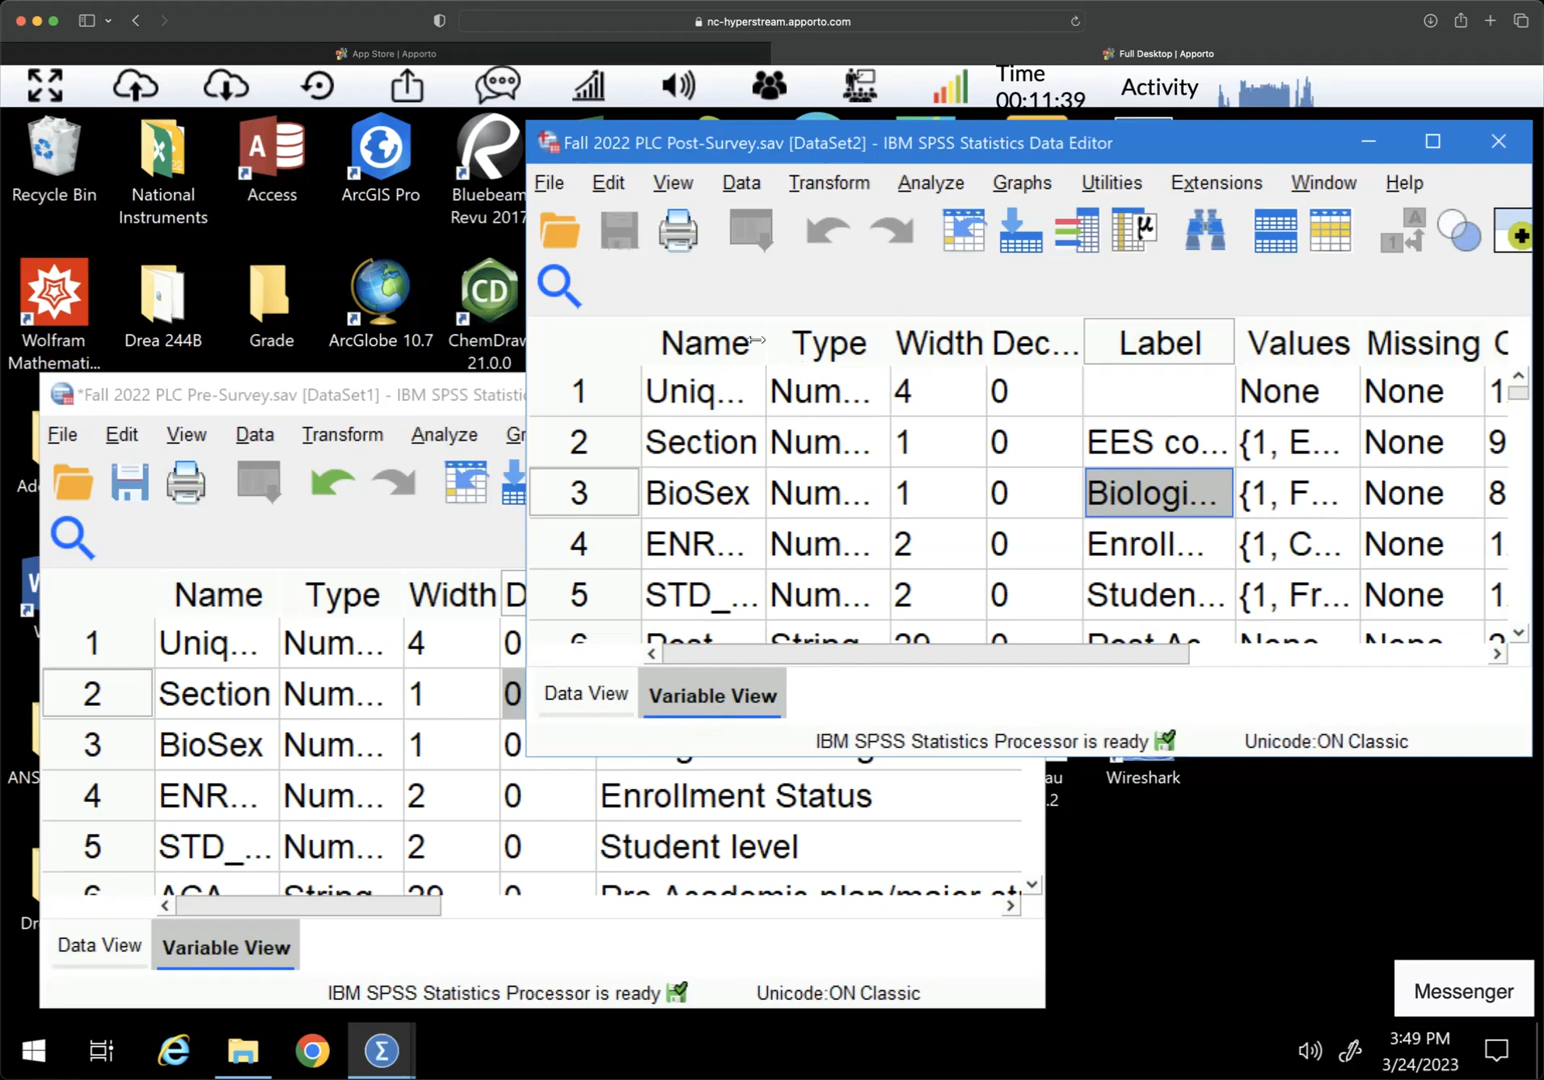 nc-hyperstream.apporto.com
App Store | Apporto
Full Desktop | Apporto
Time
00:11:39
Activity
Recycle Bin
National
Instruments
Access
ArcGIS Pro
Bluebeam
Revu 2017
Wolfram
Mathemati...
Drea 244B
Grade
ArcGlobe 10.7
ChemDraw
21.0.0
Fall 2022 PLC Post-Survey.sav [DataSet2] - IBM SPSS Statistics Data Editor
File Edit View Data Transform Analyze Graphs Utilities Extensions Window Help
Name Type Width Dec... Label Values Missing
1 Uniq... Num... 4 0 None None 1
2 Section Num... 1 0 EES co... {1, E... None 9
3 BioSex Num... 1 0 Biologi... {1, F... None 8
4 ENR... Num... 2 0 Enroll... {1, C... None 1
5 STD_... Num... 2 0 Studen... {1, Fr... None 1
Data View Variable View
IBM SPSS Statistics Processor is ready Unicode:ON Classic
*Fall 2022 PLC Pre-Survey.sav [DataSet1] - IBM SPSS Statistic
File Edit View Data Transform Analyze Gr
Name Type Width D
1 Uniq... Num... 4 0
2 Section Num... 1 0
3 BioSex Num... 1 0
4 ENR... Num... 2 0 Enrollment Status
5 STD_... Num... 2 0 Student level
Data View Variable View
IBM SPSS Statistics Processor is ready Unicode:ON Classic
Wireshark
ANS
Messenger
3:49 PM
3/24/2023